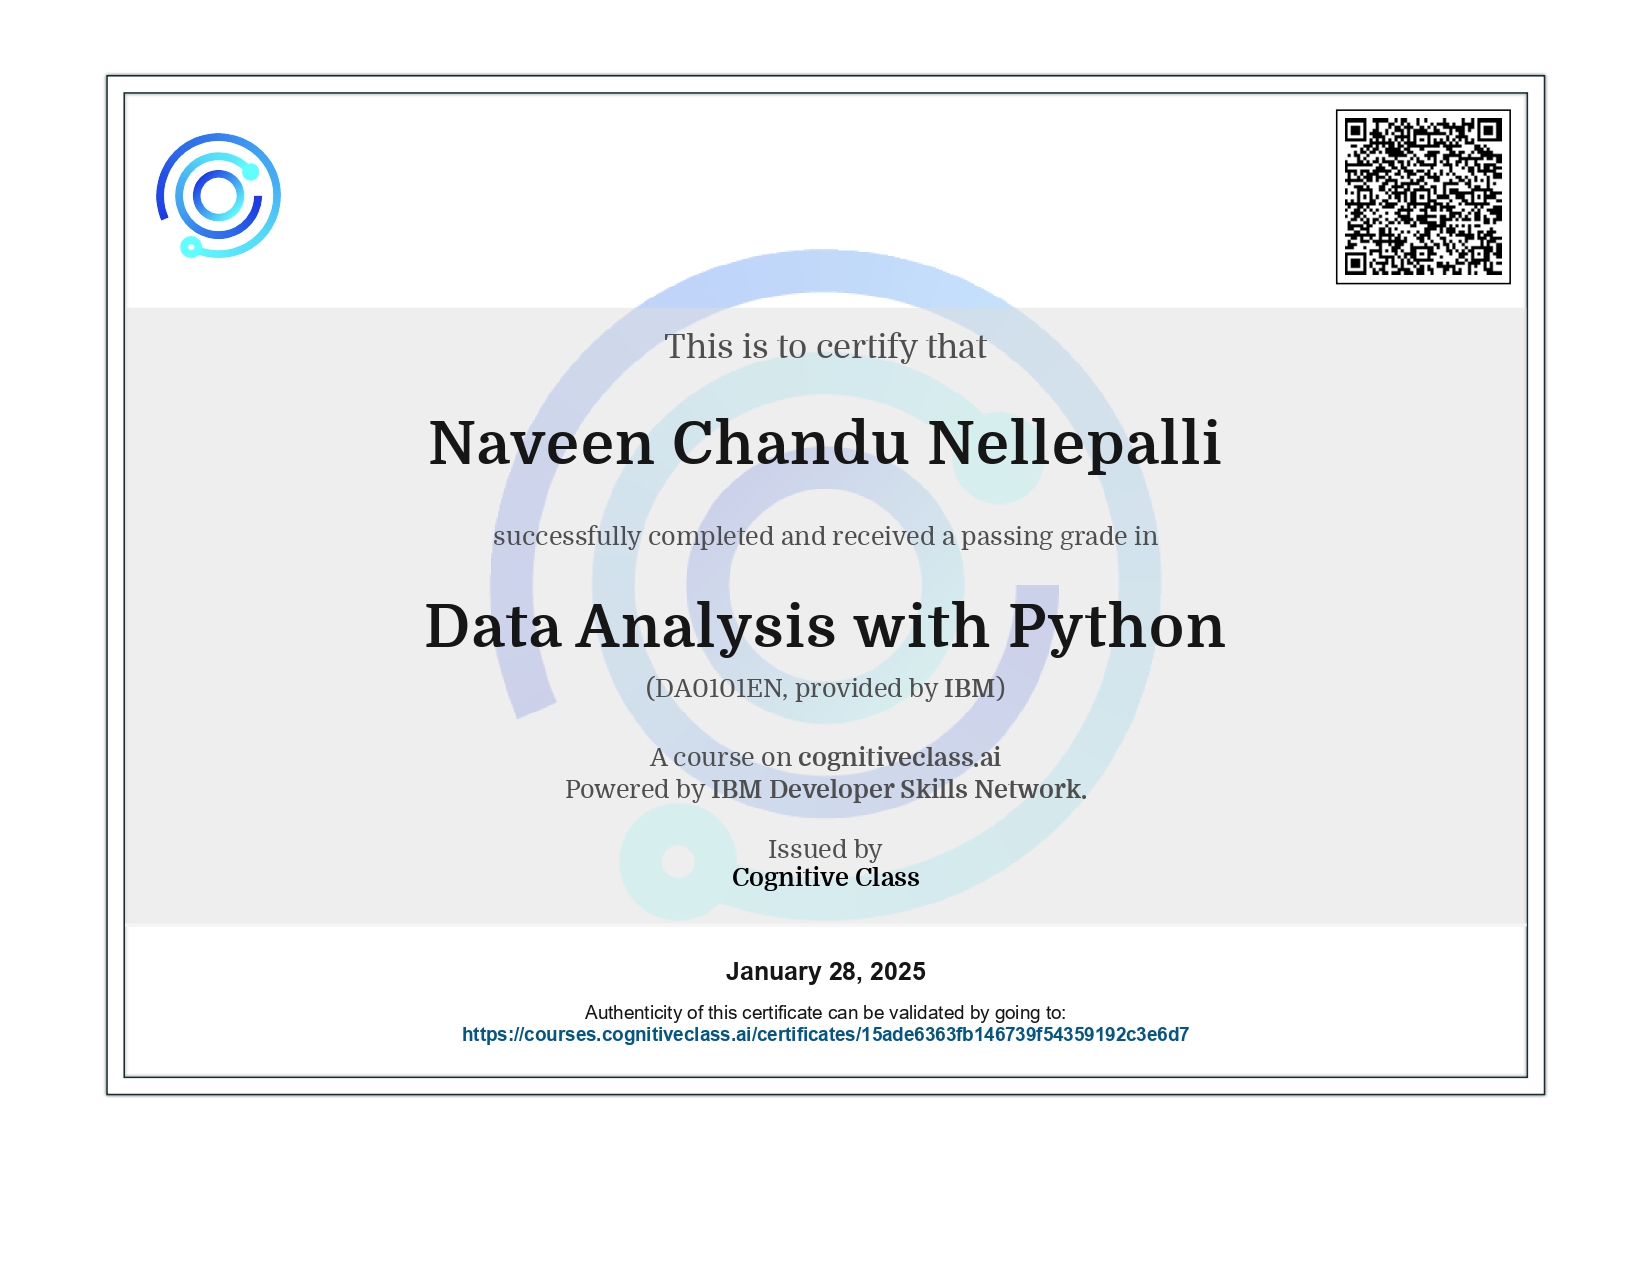 This is to certify that
Naveen Chandu Nellepalli
successfully completed and received a passing grade in
Data Analysis with Python
(DA0101EN, provided by IBM)
A course on cognitiveclass.ai
Powered by IBM Developer Skills Network.
Issued by
Cognitive Class
January 28, 2025
Authenticity of this certificate can be validated by going to:
https://courses.cognitiveclass.ai/certificates/15ade6363fb146739f54359192c3e6d7